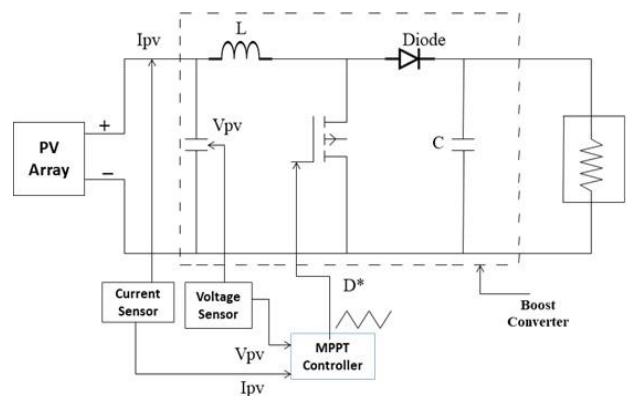 L
Ipv
Diode
PV
Array
+
−
Vpv
C
D*
Current
Sensor
Voltage
Sensor
Boost
Converter
MPPT
Controller
Vpv
Ipv